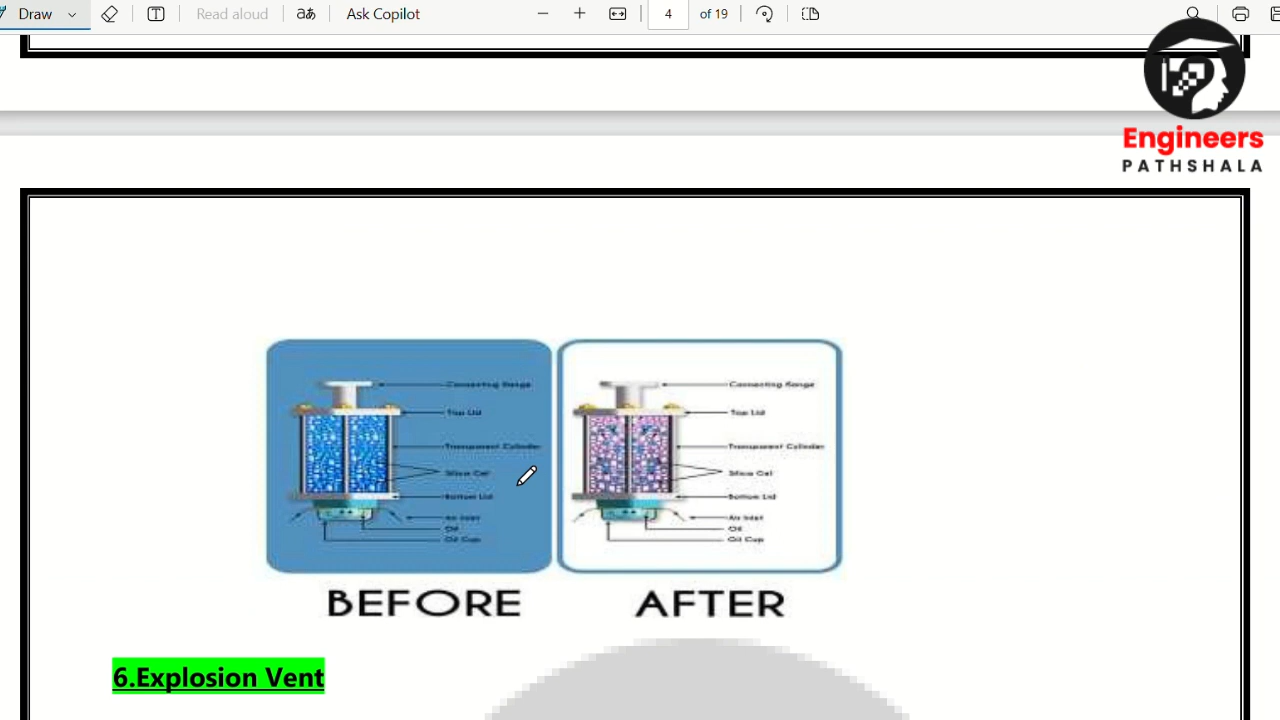 Draw
Read aloud
aあ
Ask Copilot
4
of 19
Engineers
PATHSHALA
Connecting flange
Top Lid
Transparent Cylinder
Silica Gel
Bottom Lid
Air Inlet
Oil
Oil Cup
Connecting flange
Top Lid
Transparent Cylinder
Silica Gel
Bottom Lid
Air Inlet
Oil
Oil Cup
BEFORE
AFTER
6.Explosion Vent